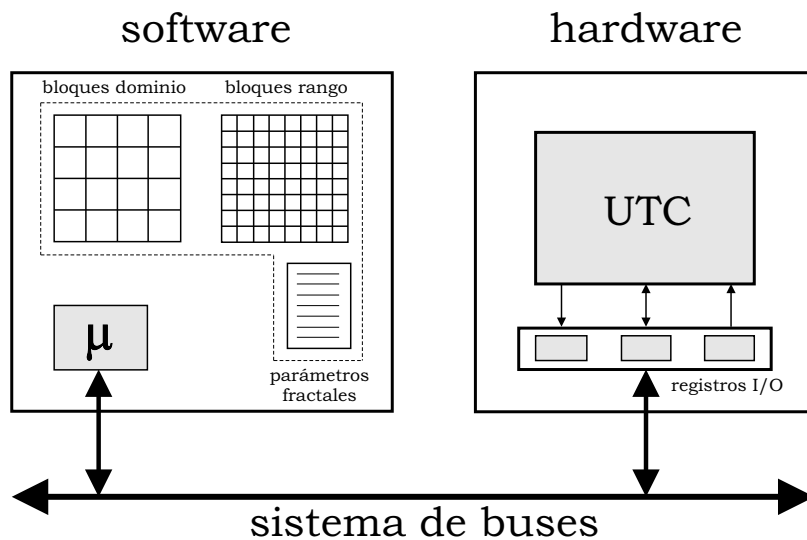 software
hardware
bloques dominio
bloques rango
UTC
μ
parámetros
fractales
registros I/O
sistema de buses